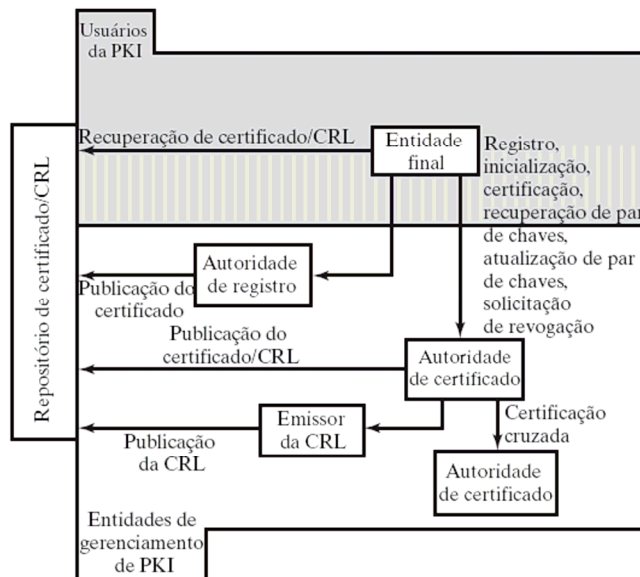 Usuários
da PKI
Recuperação de certificado/CRL
Entidade
final
Registro,
inicialização,
certificação,
recuperação de par
de chaves,
atualização de par
de chaves,
solicitação
de revogação
Repositório de certificado/CRL
Autoridade
de registro
Publicação do
certificado
Publicação do
certificado/CRL
Autoridade
de certificado
Emissor
da CRL
Publicação
da CRL
Certificação
cruzada
Autoridade
de certificado
Entidades de
gerenciamento
de PKI